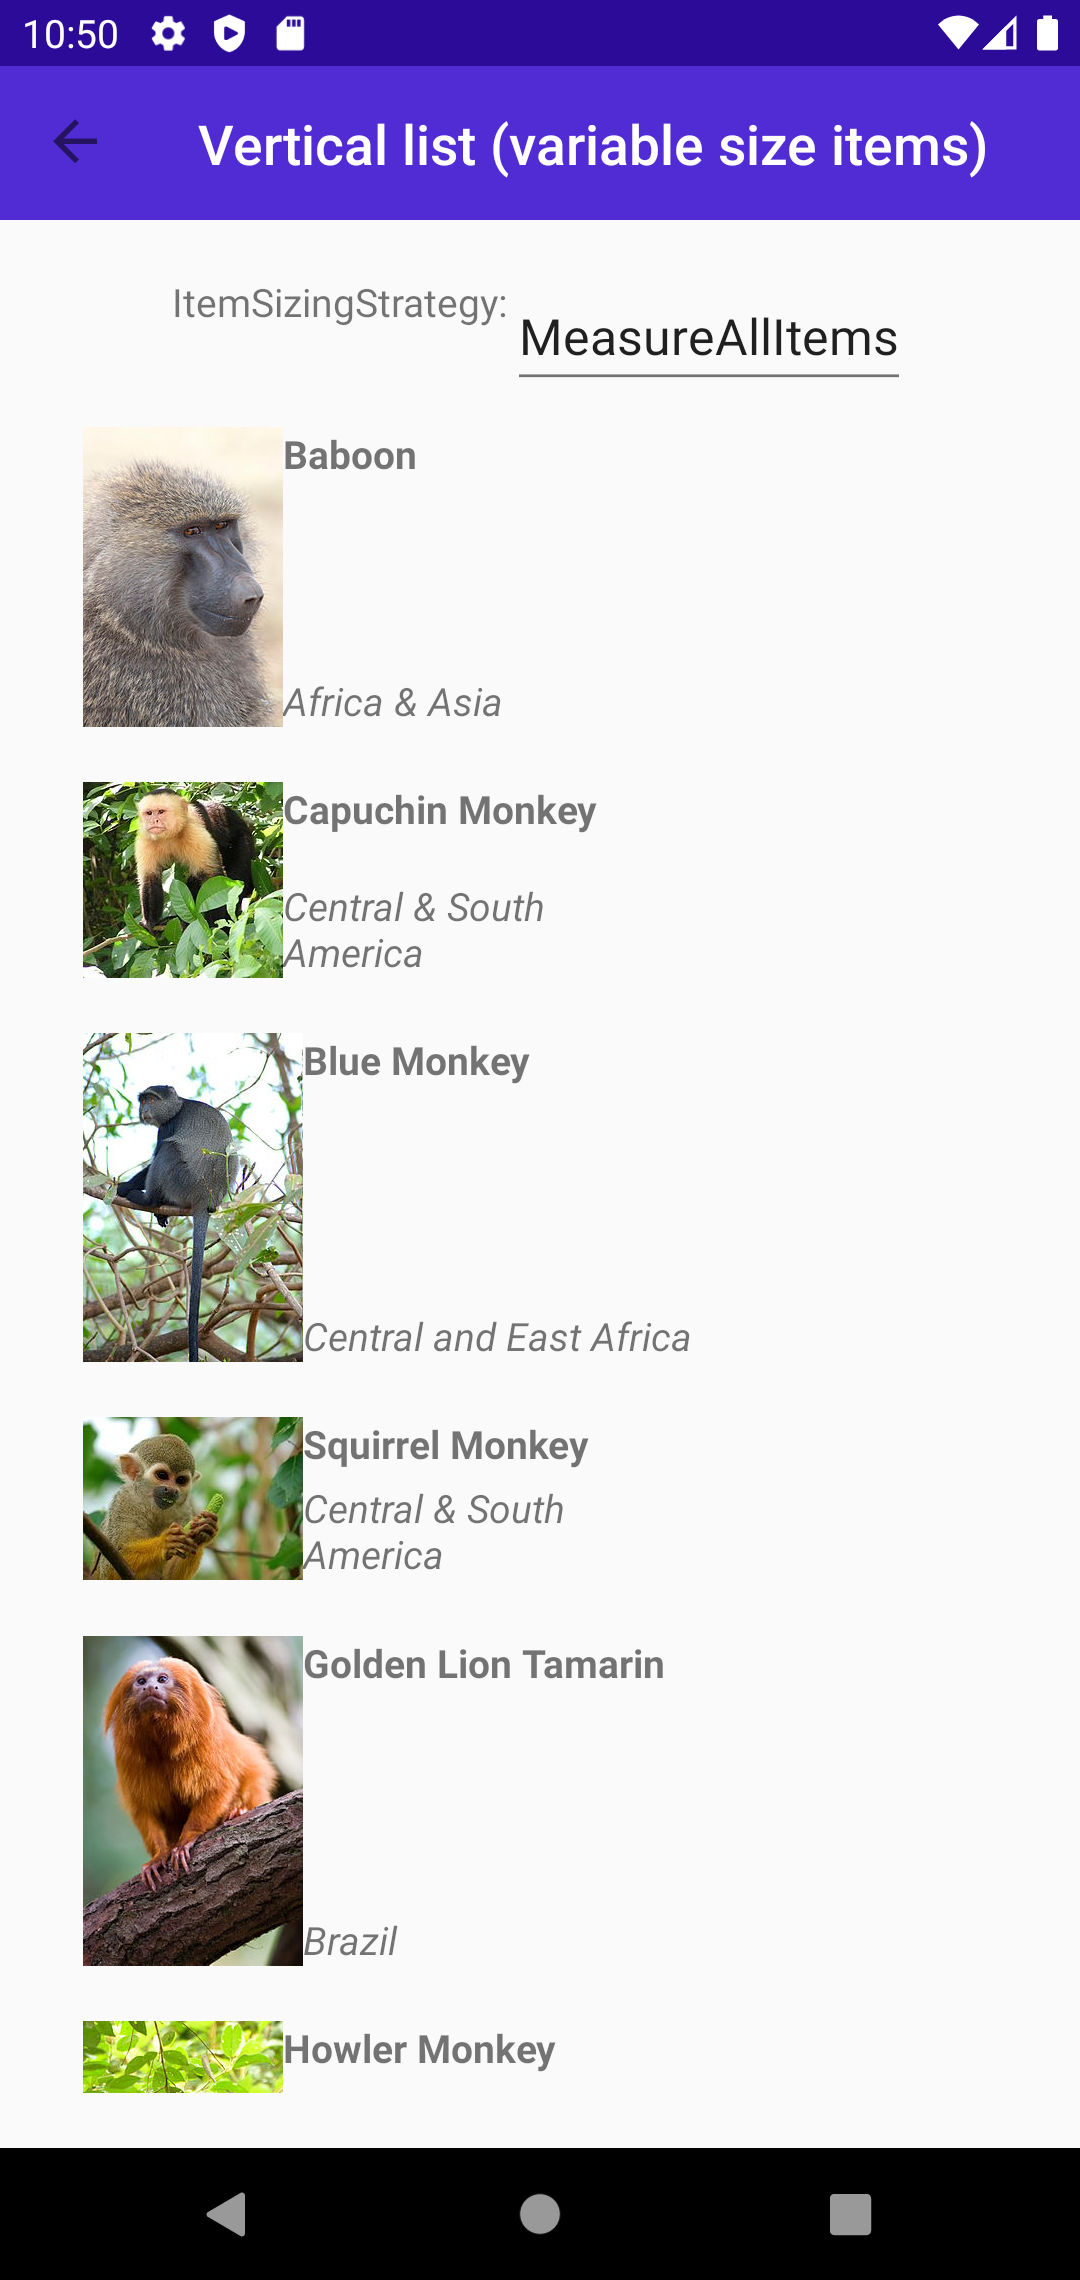 10:50
Vertical list (variable size items)
ItemSizingStrategy:
MeasureAllItems
Baboon
Africa & Asia
Capuchin Monkey
Central & South
America
Blue Monkey
Central and East Africa
Squirrel Monkey
Central & South
America
Golden Lion Tamarin
Brazil
Howler Monkey